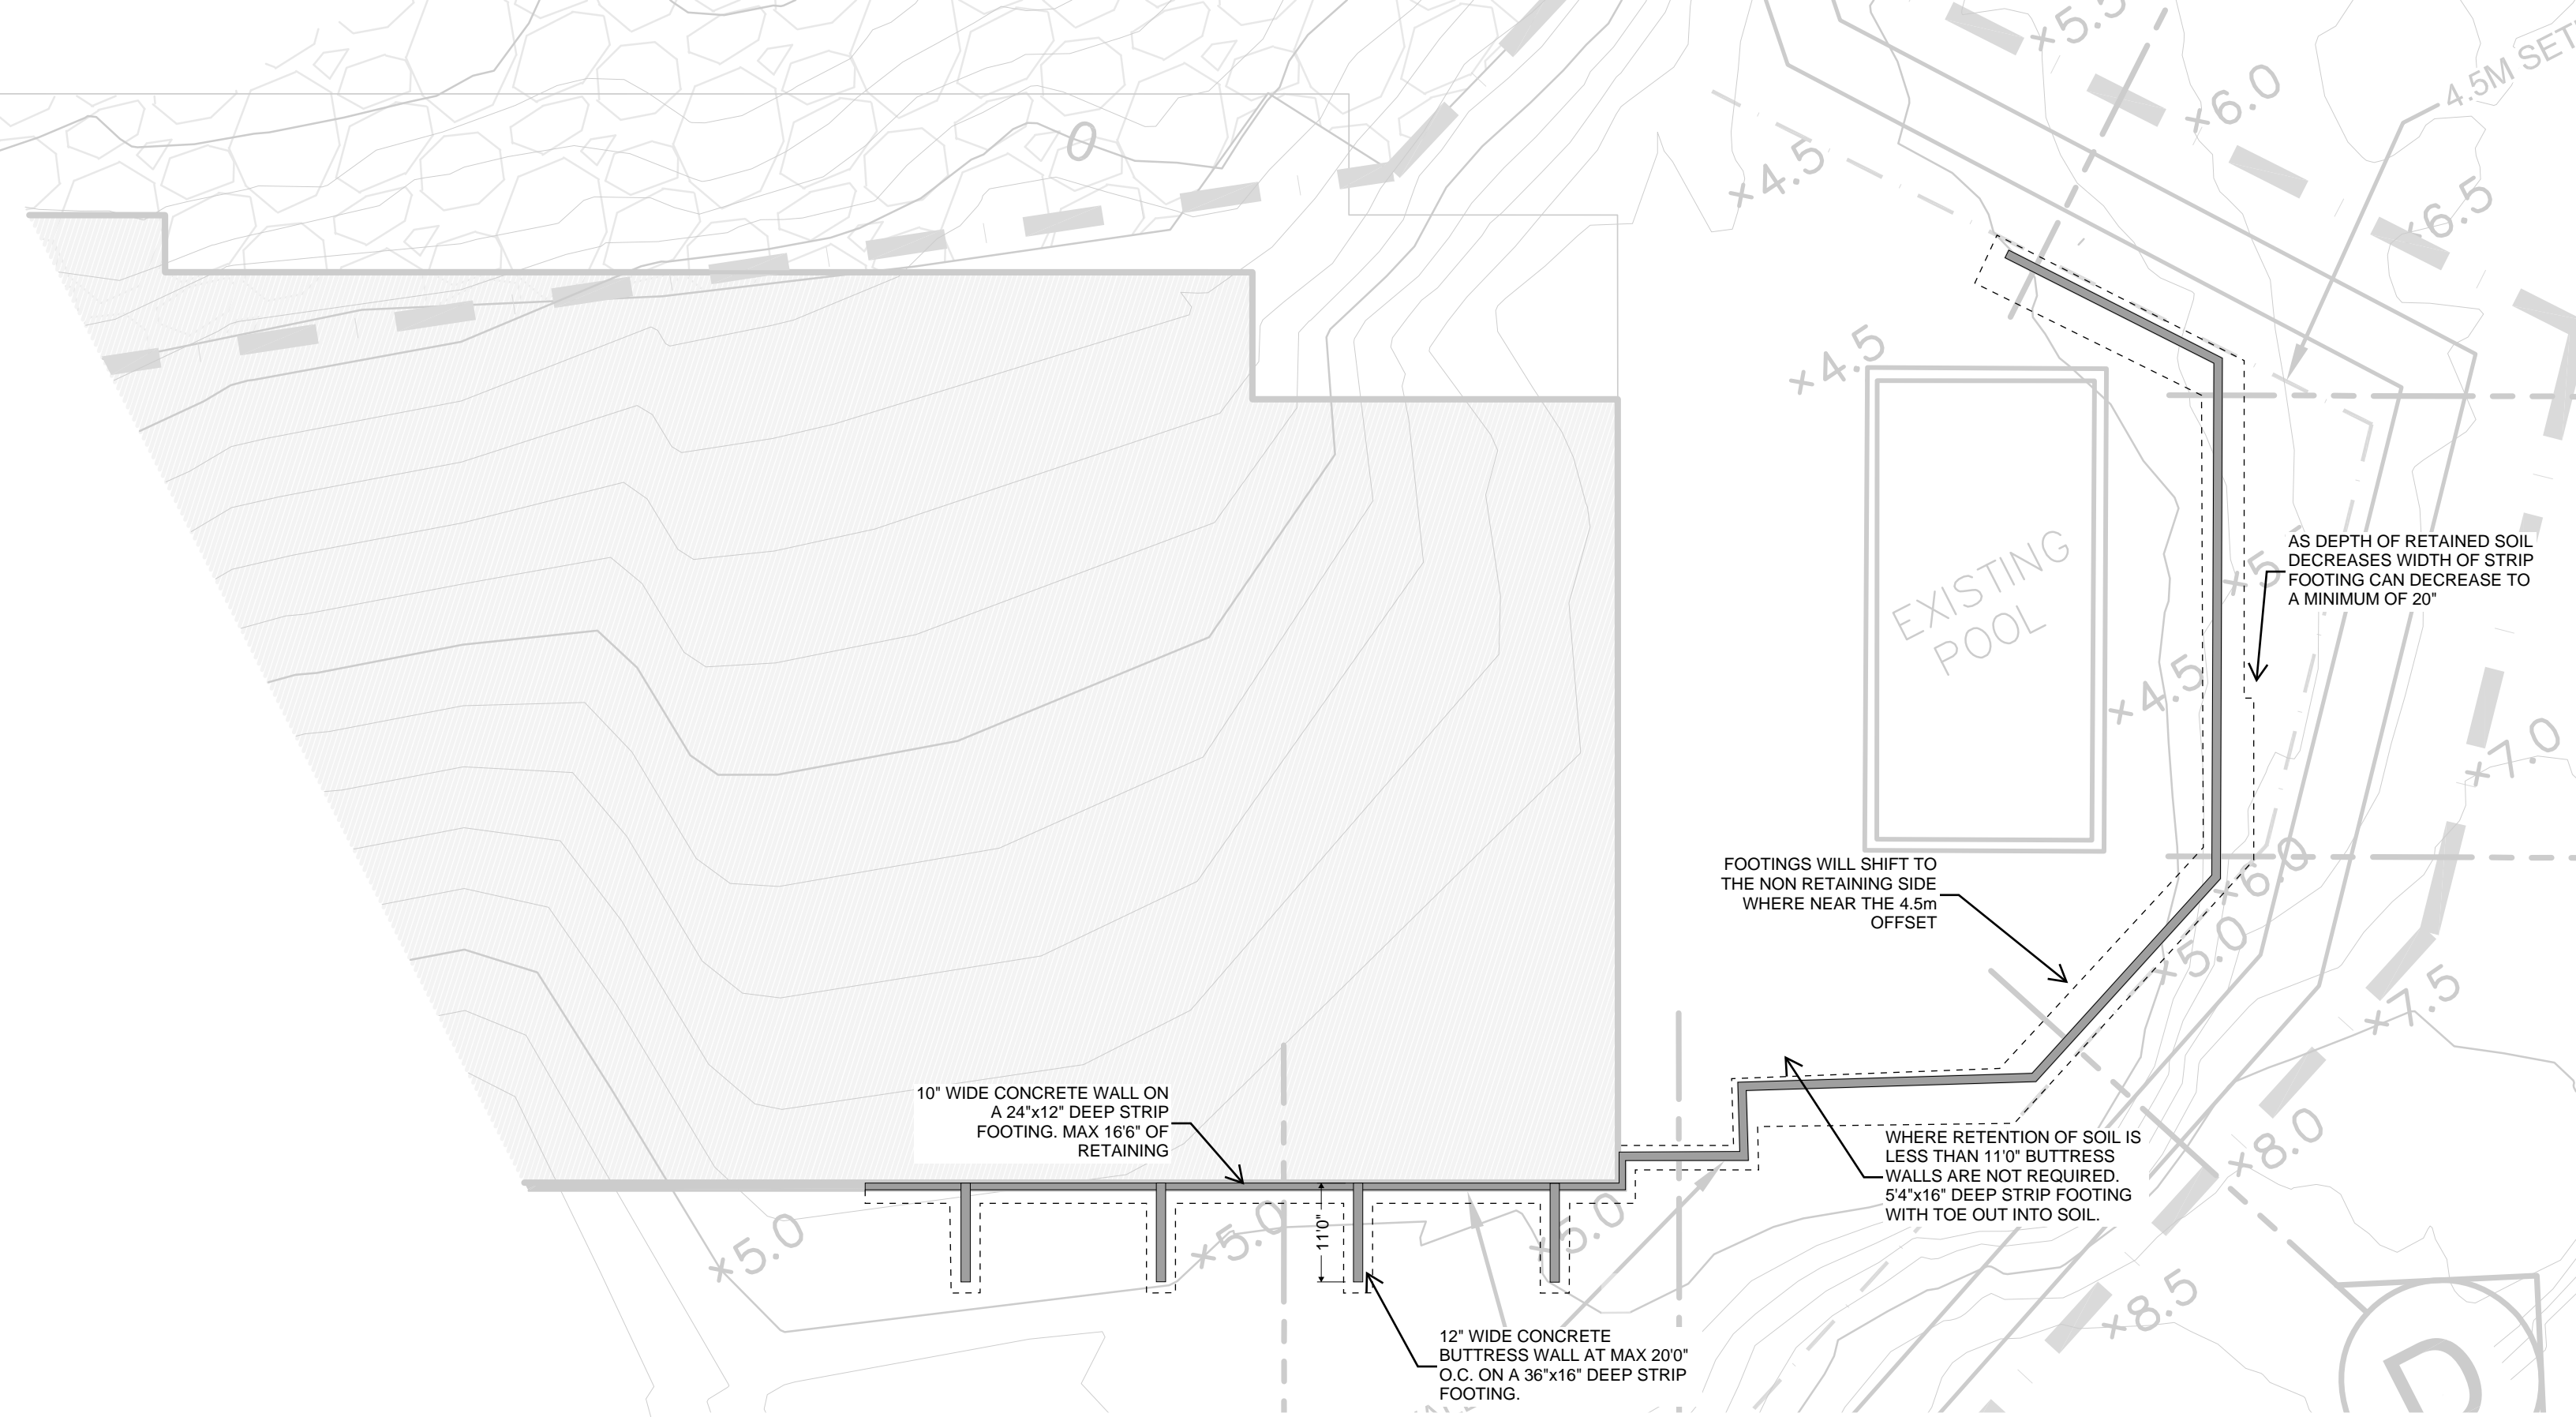 0
×5.5
×6.0
4.5M SET
×4.5
×6.5
×4.5
AS DEPTH OF RETAINED SOIL
DECREASES WIDTH OF STRIP
FOOTING CAN DECREASE TO
A MINIMUM OF 20"
EXISTING
POOL
×4.5
×7.0
FOOTINGS WILL SHIFT TO
THE NON RETAINING SIDE
WHERE NEAR THE 4.5m
OFFSET
×6.0
×5.0
×7.5
10" WIDE CONCRETE WALL ON
A 24"x12" DEEP STRIP
FOOTING. MAX 16'6" OF
RETAINING
WHERE RETENTION OF SOIL IS
LESS THAN 11'0" BUTTRESS
WALLS ARE NOT REQUIRED.
5'4"x16" DEEP STRIP FOOTING
WITH TOE OUT INTO SOIL.
×8.0
×5.0
×5.0
11'0"
×5.0
×8.5
12" WIDE CONCRETE
BUTTRESS WALL AT MAX 20'0"
O.C. ON A 36"x16" DEEP STRIP
FOOTING.
D